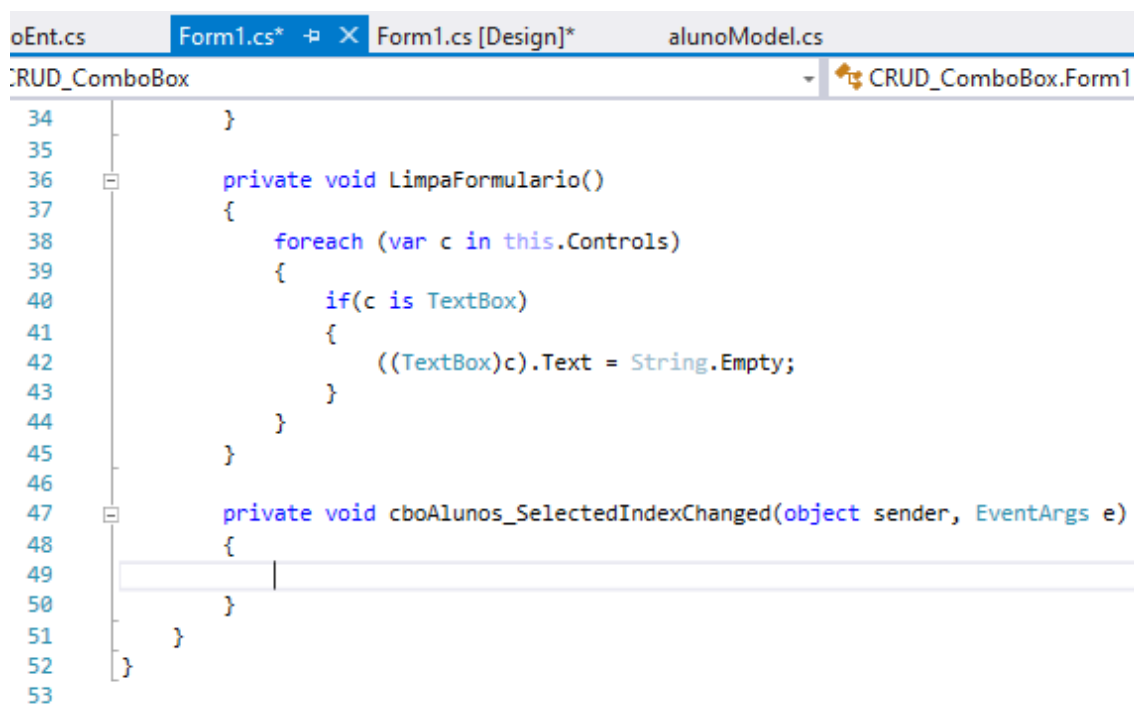 oEnt.cs Form1.cs* Form1.cs [Design]* alunoModel.cs
CRUD_ComboBox CRUD_ComboBox.Form1
34 }
35
36 private void LimpaFormulario()
37 {
38 foreach (var c in this.Controls)
39 {
40 if(c is TextBox)
41 {
42 ((TextBox)c).Text = String.Empty;
43 }
44 }
45 }
46
47 private void cboAlunos_SelectedIndexChanged(object sender, EventArgs e)
48 {
49
50 }
51 }
52 }
53